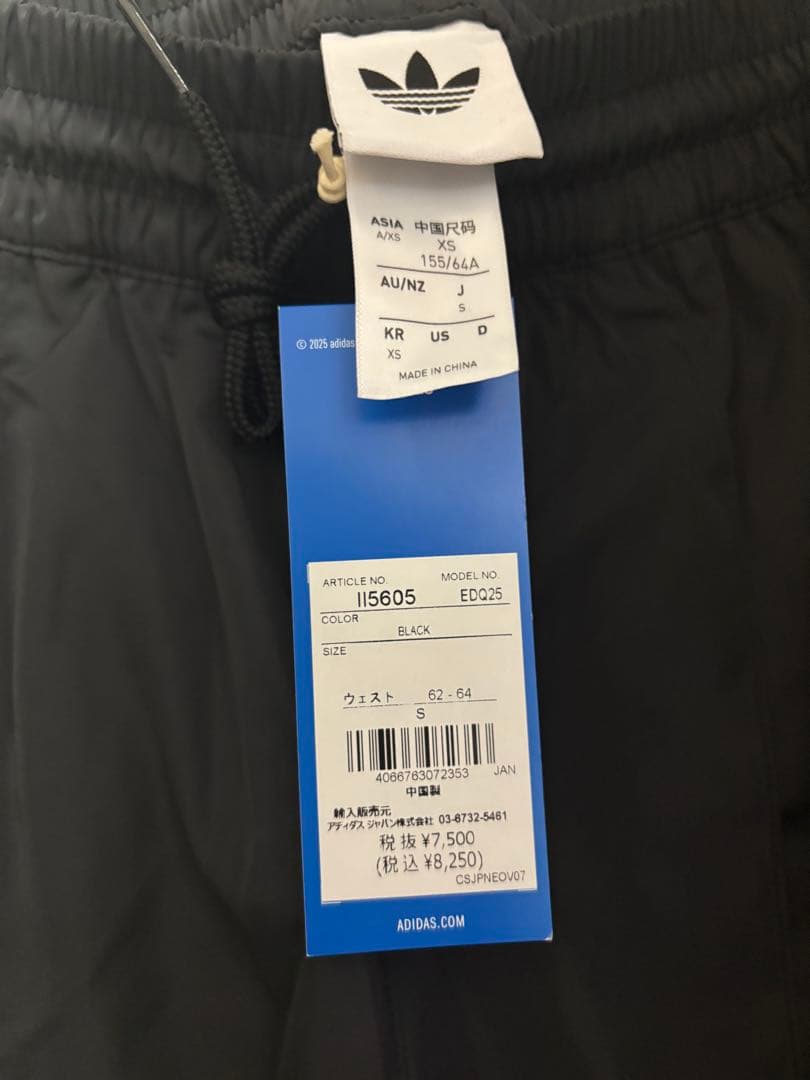 ASIA 中国尺码
A/XS XS
155/64A
AU/NZ J
S
KR US D
XS
MADE IN CHINA
© 2025 adidas
ARTICLE NO. MODEL NO.
II5605 EDQ25
COLOR
BLACK
SIZE
ウェスト 62 - 64
S
4066763072353 JAN
中国製
輸入販売元
アディダス ジャパン株式会社 03-6732-5461
税抜 ¥7,500
(税込 ¥8,250)
CSJPNEOV07
ADIDAS.COM